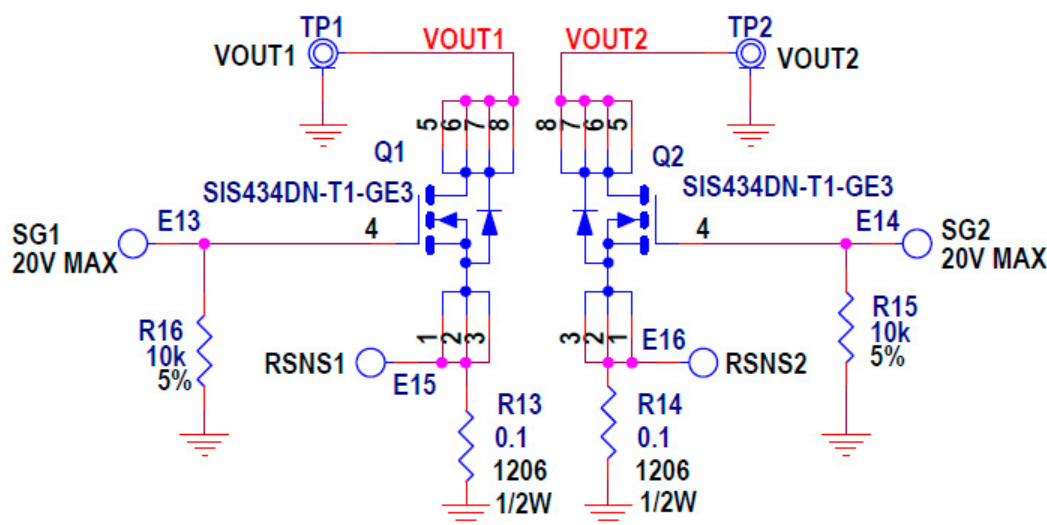 TP1
VOUT1
VOUT1
TP2
VOUT2
VOUT2
5
6
7
8
8
7
6
5
Q1
SIS434DN-T1-GE3
Q2
SIS434DN-T1-GE3
SG1
20V MAX
E13
4
4
E14
SG2
20V MAX
R16
10k
5%
1
2
3
3
2
1
R15
10k
5%
RSNS1
E15
E16
RSNS2
R13
0.1
1206
1/2W
R14
0.1
1206
1/2W